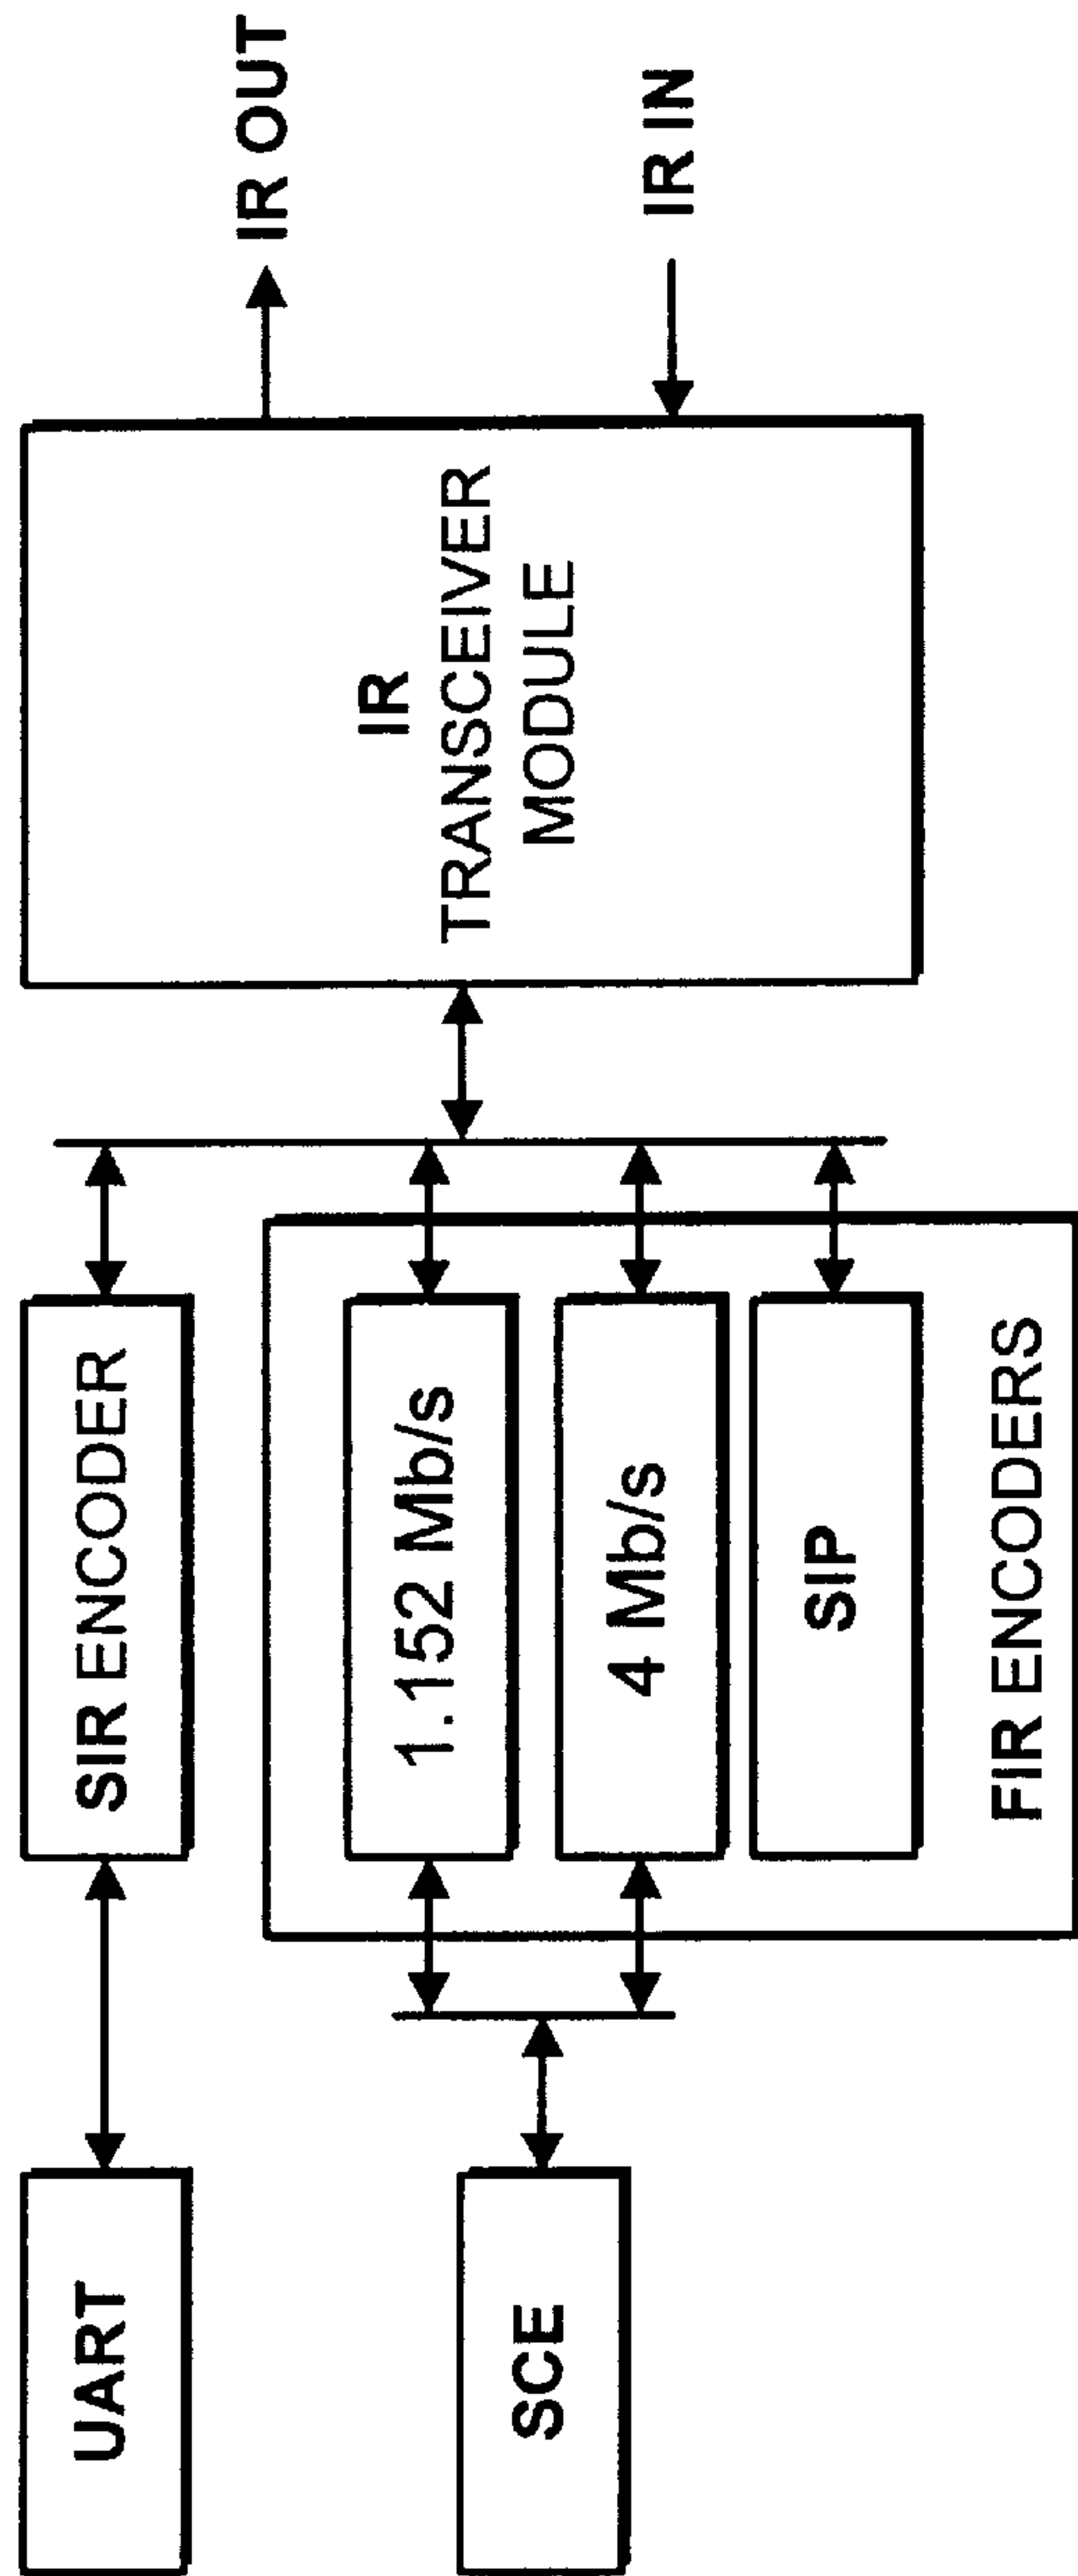 UART
SIR ENCODER
SCE
1.152 Mb/s
4 Mb/s
SIP
FIR ENCODERS
IR
TRANSCEIVER
MODULE
IR OUT
IR IN